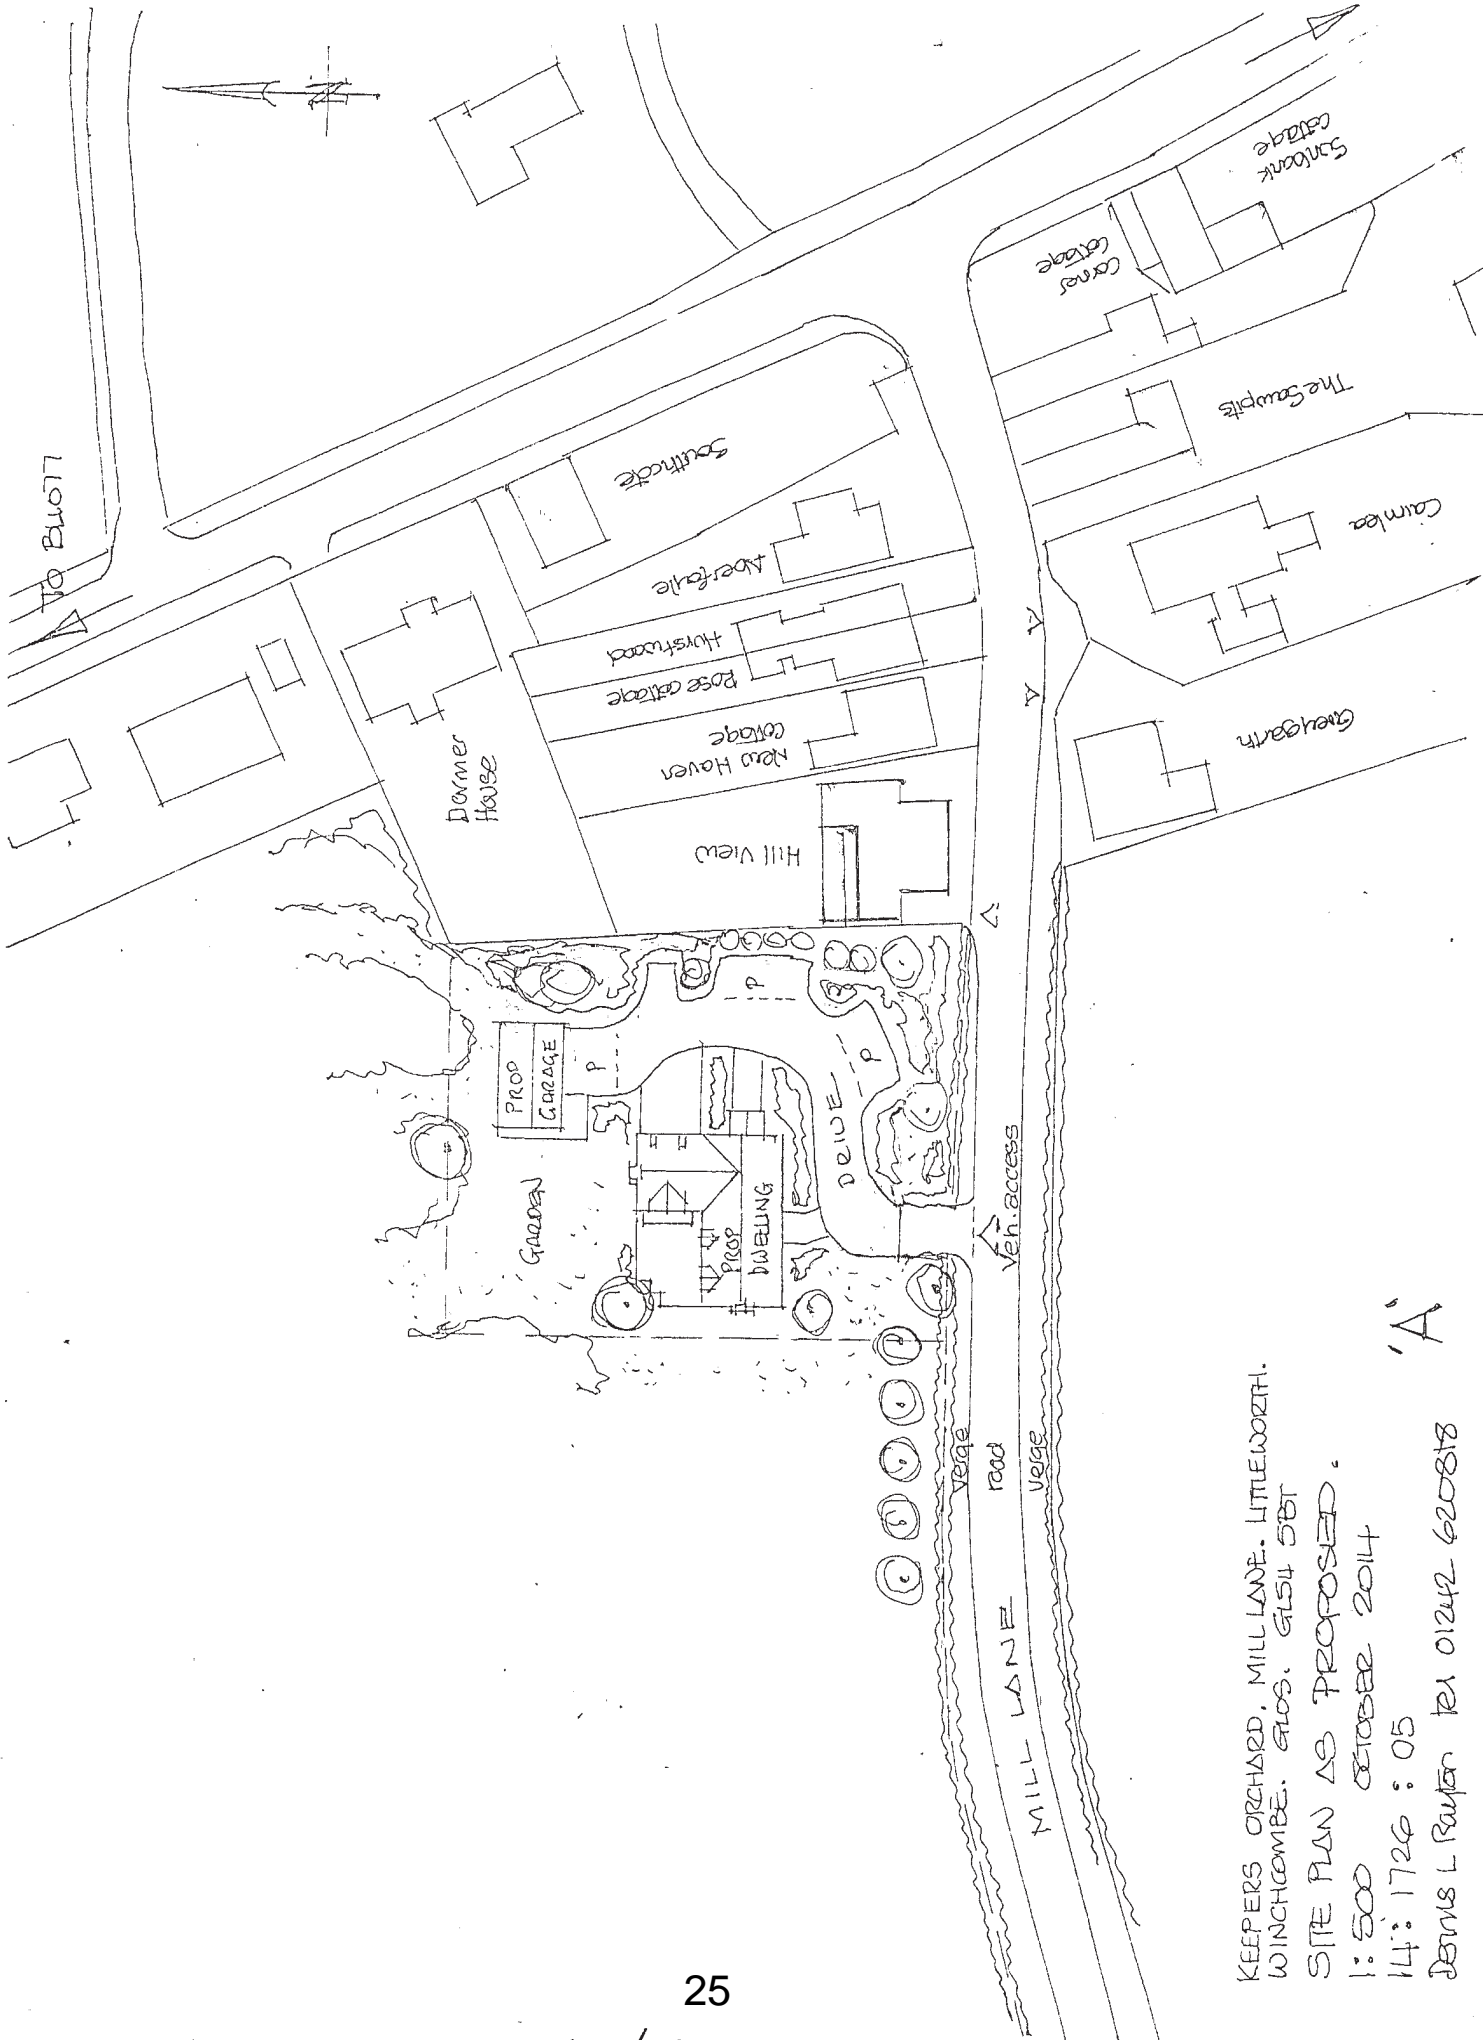 TO B4077
N
Sunbank
cottage
corner
cottage
The Sawpits
Southcote
Cairnlea
Aberfoyle
Hurstwood
Rose cottage
New Haven
cottage
Greygarth
Dormer
House
Hill View
PROP
GARAGE
P
P
P
GARDEN
DRIVE
PROP
DWELLING
Veh. access
Verge
road
Verge
MILL LANE
KEEPERS ORCHARD, MILL LANE. LITTLEWORTH.
WINCHCOMBE. GLOS. GL54 5BT
SITE PLAN AS PROPOSED.
1:500 OCTOBER 2014
14:1726:05
'A'
Dennis L Payton Tel 01242 620818
25